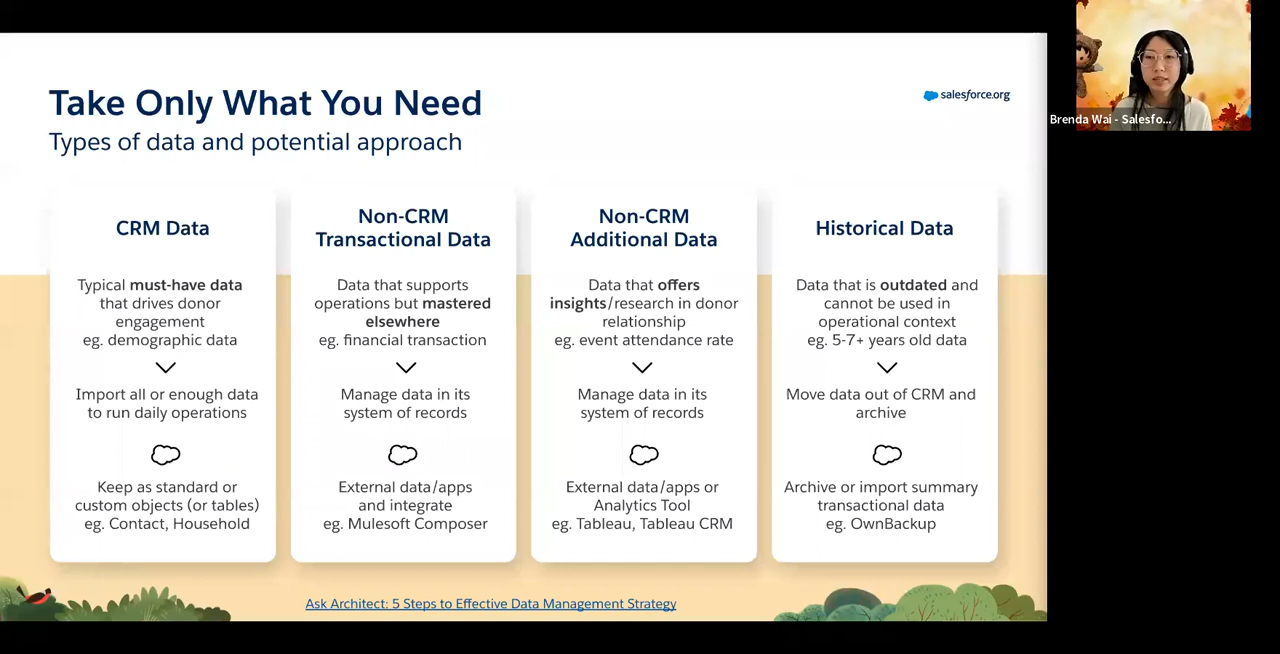 Take Only What You Need
Types of data and potential approach
salesforce.org
CRM Data
Typical must-have data
that drives donor
engagement
eg. demographic data
Import all or enough data
to run daily operations
Keep as standard or
custom objects (or tables)
eg. Contact, Household
Non-CRM
Transactional Data
Data that supports
operations but mastered
elsewhere
eg. financial transaction
Manage data in its
system of records
External data/apps
and integrate
eg. Mulesoft Composer
Non-CRM
Additional Data
Data that offers
insights/research in donor
relationship
eg. event attendance rate
Manage data in its
system of records
External data/apps or
Analytics Tool
eg. Tableau, Tableau CRM
Historical Data
Data that is outdated and
cannot be used in
operational context
eg. 5-7+ years old data
Move data out of CRM and
archive
Archive or import summary
transactional data
eg. OwnBackup
Ask Architect: 5 Steps to Effective Data Management Strategy
Brenda Wai - Salesfo...